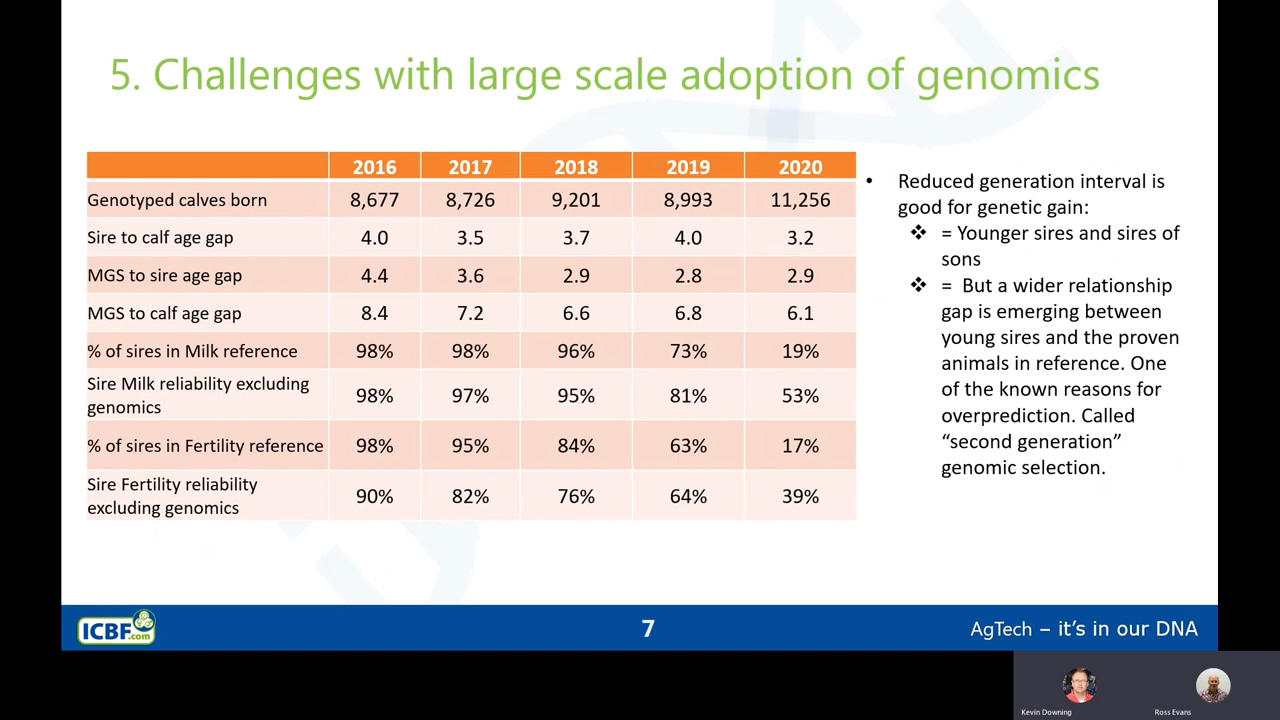 5. Challenges with large scale adoption of genomics
2016 2017 2018 2019 2020
Genotyped calves born 8,677 8,726 9,201 8,993 11,256
Sire to calf age gap 4.0 3.5 3.7 4.0 3.2
MGS to sire age gap 4.4 3.6 2.9 2.8 2.9
MGS to calf age gap 8.4 7.2 6.6 6.8 6.1
% of sires in Milk reference 98% 98% 96% 73% 19%
Sire Milk reliability excluding
genomics 98% 97% 95% 81% 53%
% of sires in Fertility reference 98% 95% 84% 63% 17%
Sire Fertility reliability
excluding genomics 90% 82% 76% 64% 39%
• Reduced generation interval is
good for genetic gain:
❖ = Younger sires and sires of
sons
❖ = But a wider relationship
gap is emerging between
young sires and the proven
animals in reference. One
of the known reasons for
overprediction. Called
“second generation”
genomic selection.
ICBF.com
7
AgTech – it’s in our DNA
Kevin Downing
Ross Evans